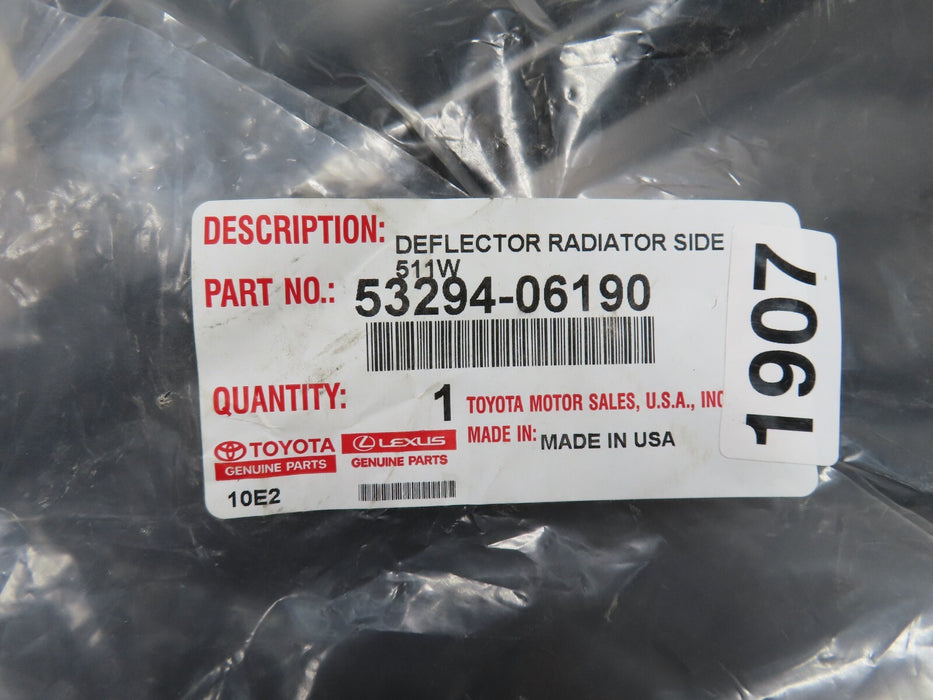 DESCRIPTION: DEFLECTOR RADIATOR SIDE
511W
PART NO.: 53294-06190
QUANTITY: 1
TOYOTA MOTOR SALES, U.S.A., INC
MADE IN: MADE IN USA
TOYOTA
GENUINE PARTS
LEXUS
GENUINE PARTS
10E2
1907